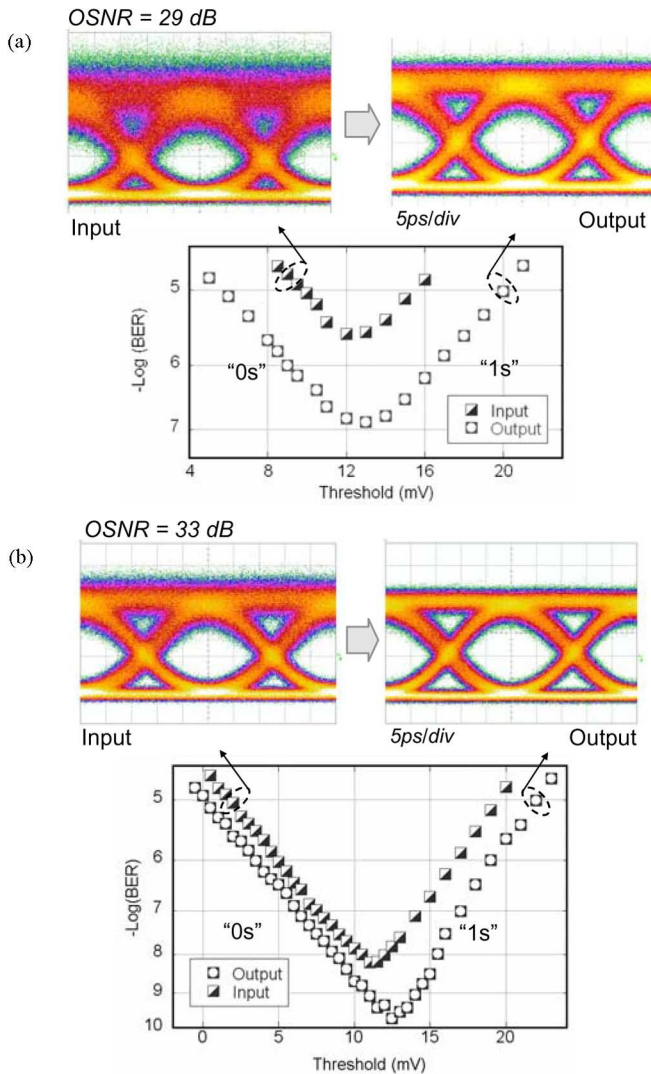 OSNR = 29 dB
(a)
Input
5ps/div
Output
5
6
7
-Log (BER)
"0s"
"1s"
Input
Output
4
8
12
16
20
Threshold (mV)
OSNR = 33 dB
(b)
Input
5ps/div
Output
5
6
7
8
9
10
-Log(BER)
"0s"
"1s"
Output
Input
0
5
10
15
20
Threshold (mV)